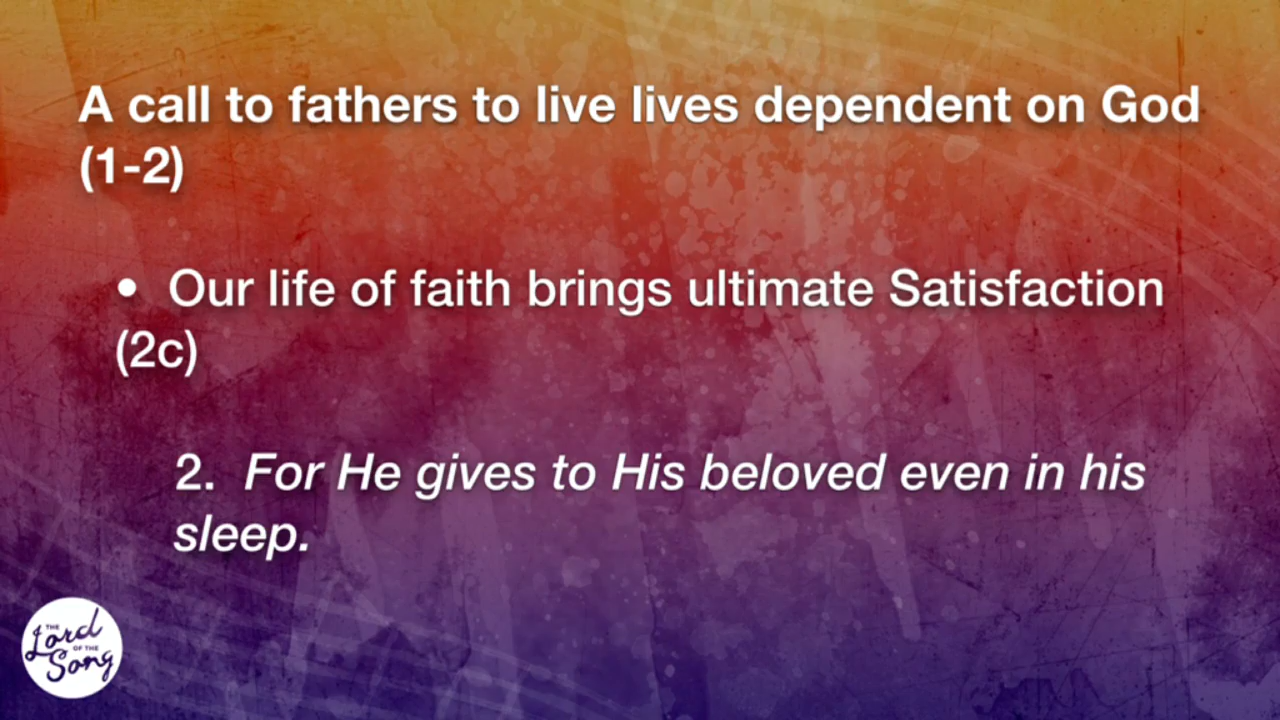 A call to fathers to live lives dependent on God
(1-2)
• Our life of faith brings ultimate Satisfaction
(2c)
2. For He gives to His beloved even in his
sleep.
THE
Lord
OF THE
Song